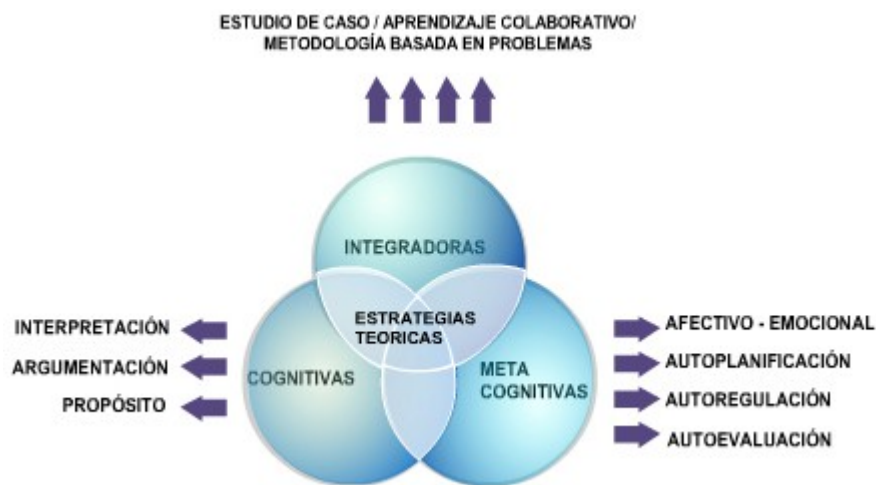 ESTUDIO DE CASO / APRENDIZAJE COLABORATIVO/
METODOLOGÍA BASADA EN PROBLEMAS
INTEGRADORAS
ESTRATEGIAS
TEORICAS
COGNITIVAS
META
COGNITIVAS
INTERPRETACIÓN
ARGUMENTACIÓN
PROPÓSITO
AFECTIVO - EMOCIONAL
AUTOPLANIFICACIÓN
AUTOREGULACIÓN
AUTOEVALUACIÓN